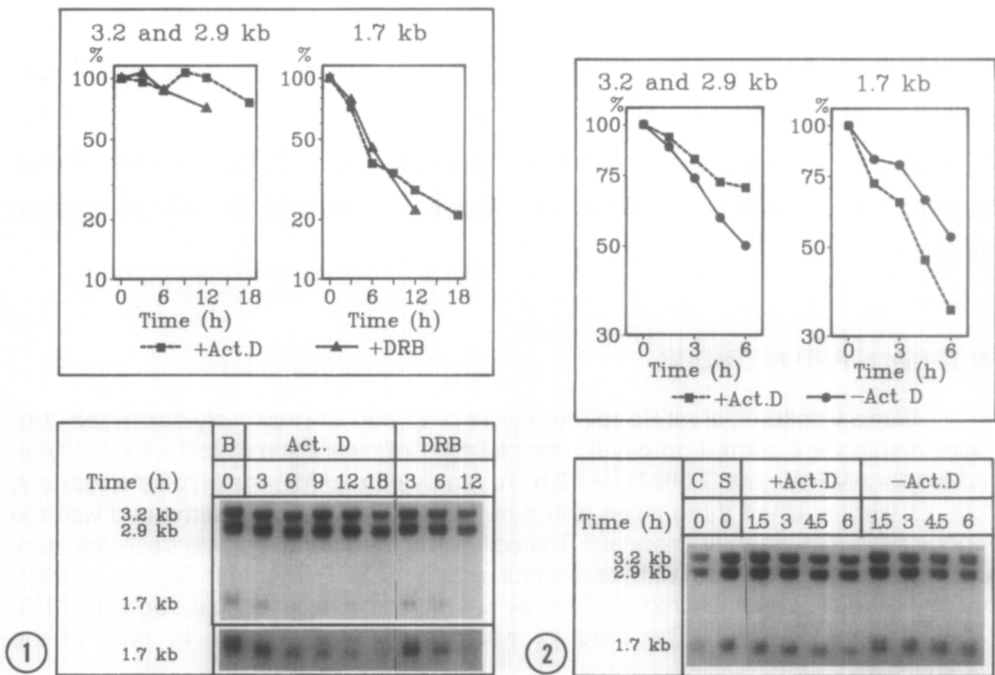 3.2 and 2.9 kb 1.7 kb
% %
100 100
50 50
20 20
10 10
0 6 12 18 0 6 12 18
Time (h) Time (h)
+Act.D +DRB
B Act. D DRB
Time (h) 3 6 9 12 18 3 6 12
3.2 kb
2.9 kb
1.7 kb
1.7 kb
1
3.2 and 2.9 kb 1.7 kb
% %
100 100
75 75
50 50
30 30
0 3 6 0 3 6
Time (h) Time (h)
+Act.D −Act D
C S +Act.D −Act.D
Time (h) 0 0 1.5 3 4.5 6 1.5 3 4.5 6
3.2 kb
2.9 kb
1.7 kb
2